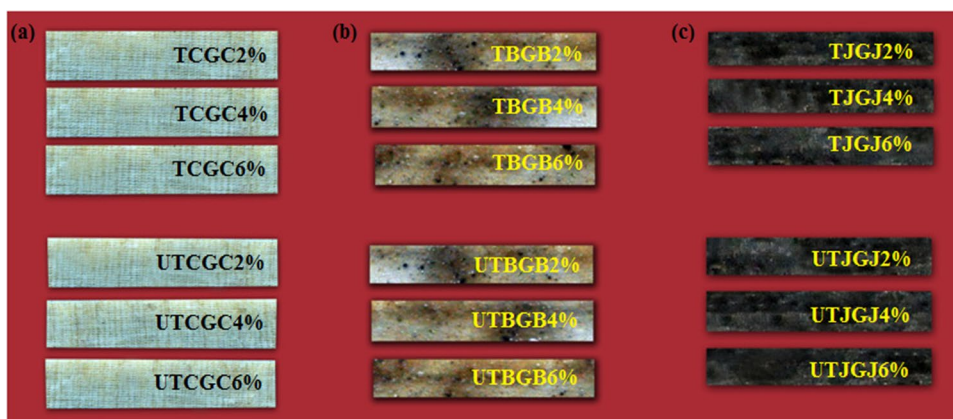 (a)
TCGC2%
TCGC4%
TCGC6%
UTCGC2%
UTCGC4%
UTCGC6%
(b)
TBGB2%
TBGB4%
TBGB6%
UTBGB2%
UTBGB4%
UTBGB6%
(c)
TJGJ2%
TJGJ4%
TJGJ6%
UTJGJ2%
UTJGJ4%
UTJGJ6%